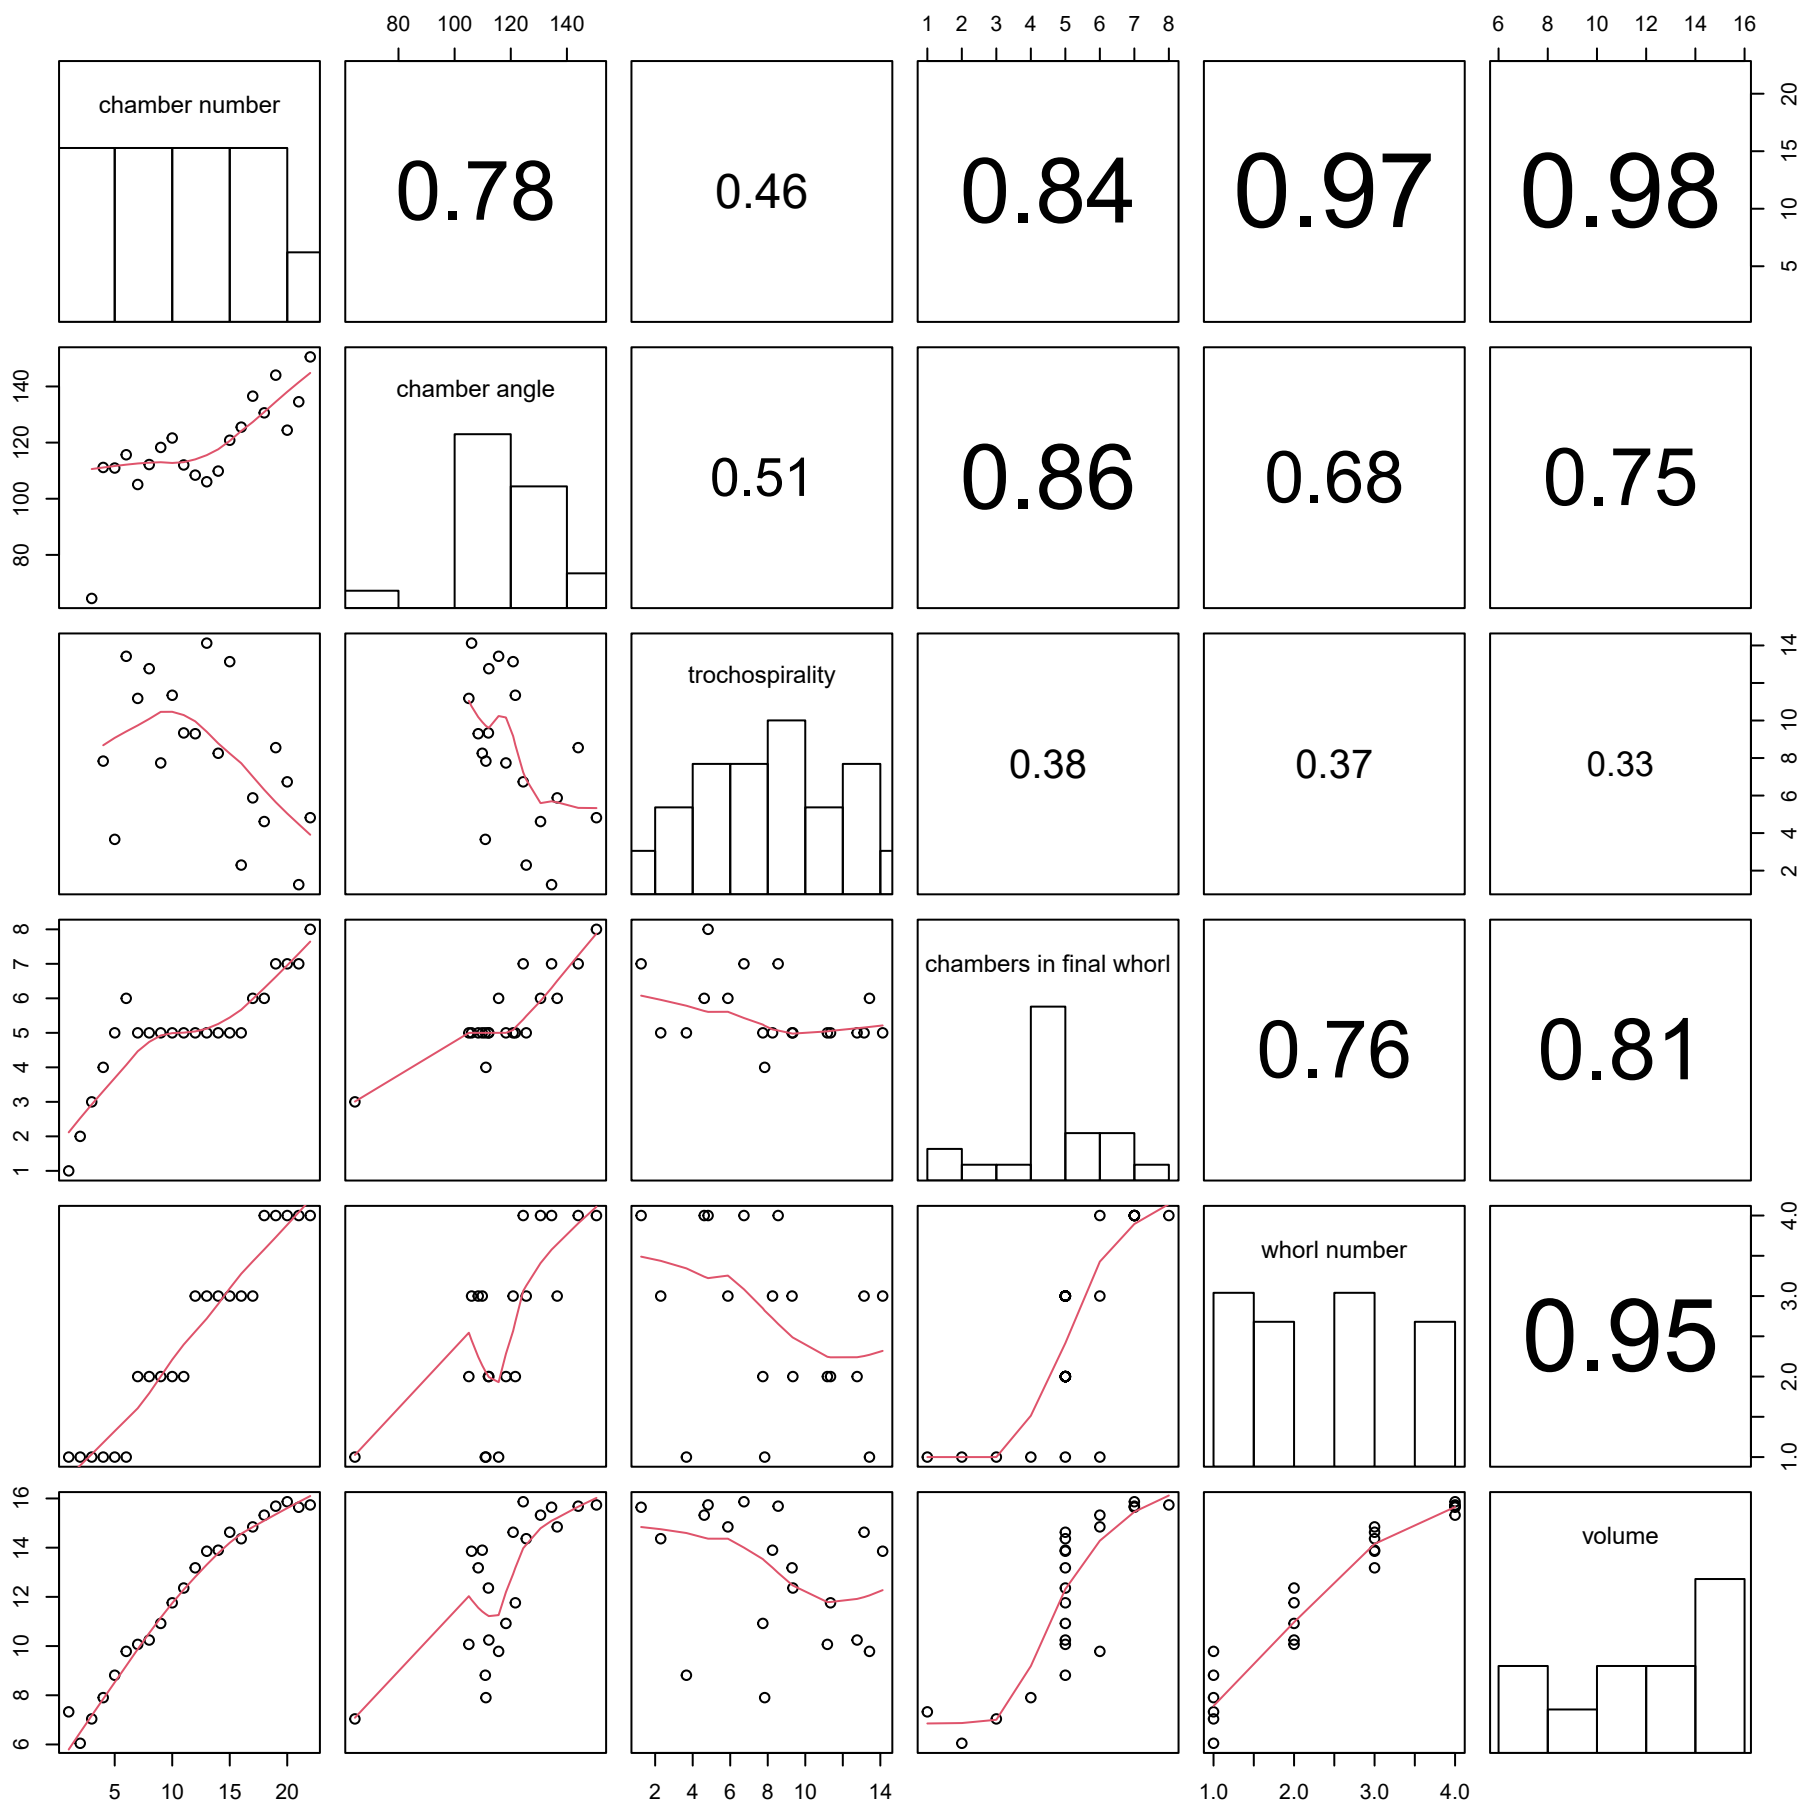 80 100 120 140 1 2 3 4 5 6 7 8 6 8 10 12 14 16
chamber number 0.78 0.46 0.84 0.97 0.98
5 10 15 20
80 100 120 140
chamber angle 0.51 0.86 0.68 0.75
trochospirality 0.38 0.37 0.33
2 4 6 8 10 14
1 2 3 4 5 6 7 8
chambers in final whorl 0.76 0.81
whorl number 0.95
1.0 2.0 3.0 4.0
6 8 10 12 14 16
volume
5 10 15 20 2 4 6 8 10 14 1.0 2.0 3.0 4.0